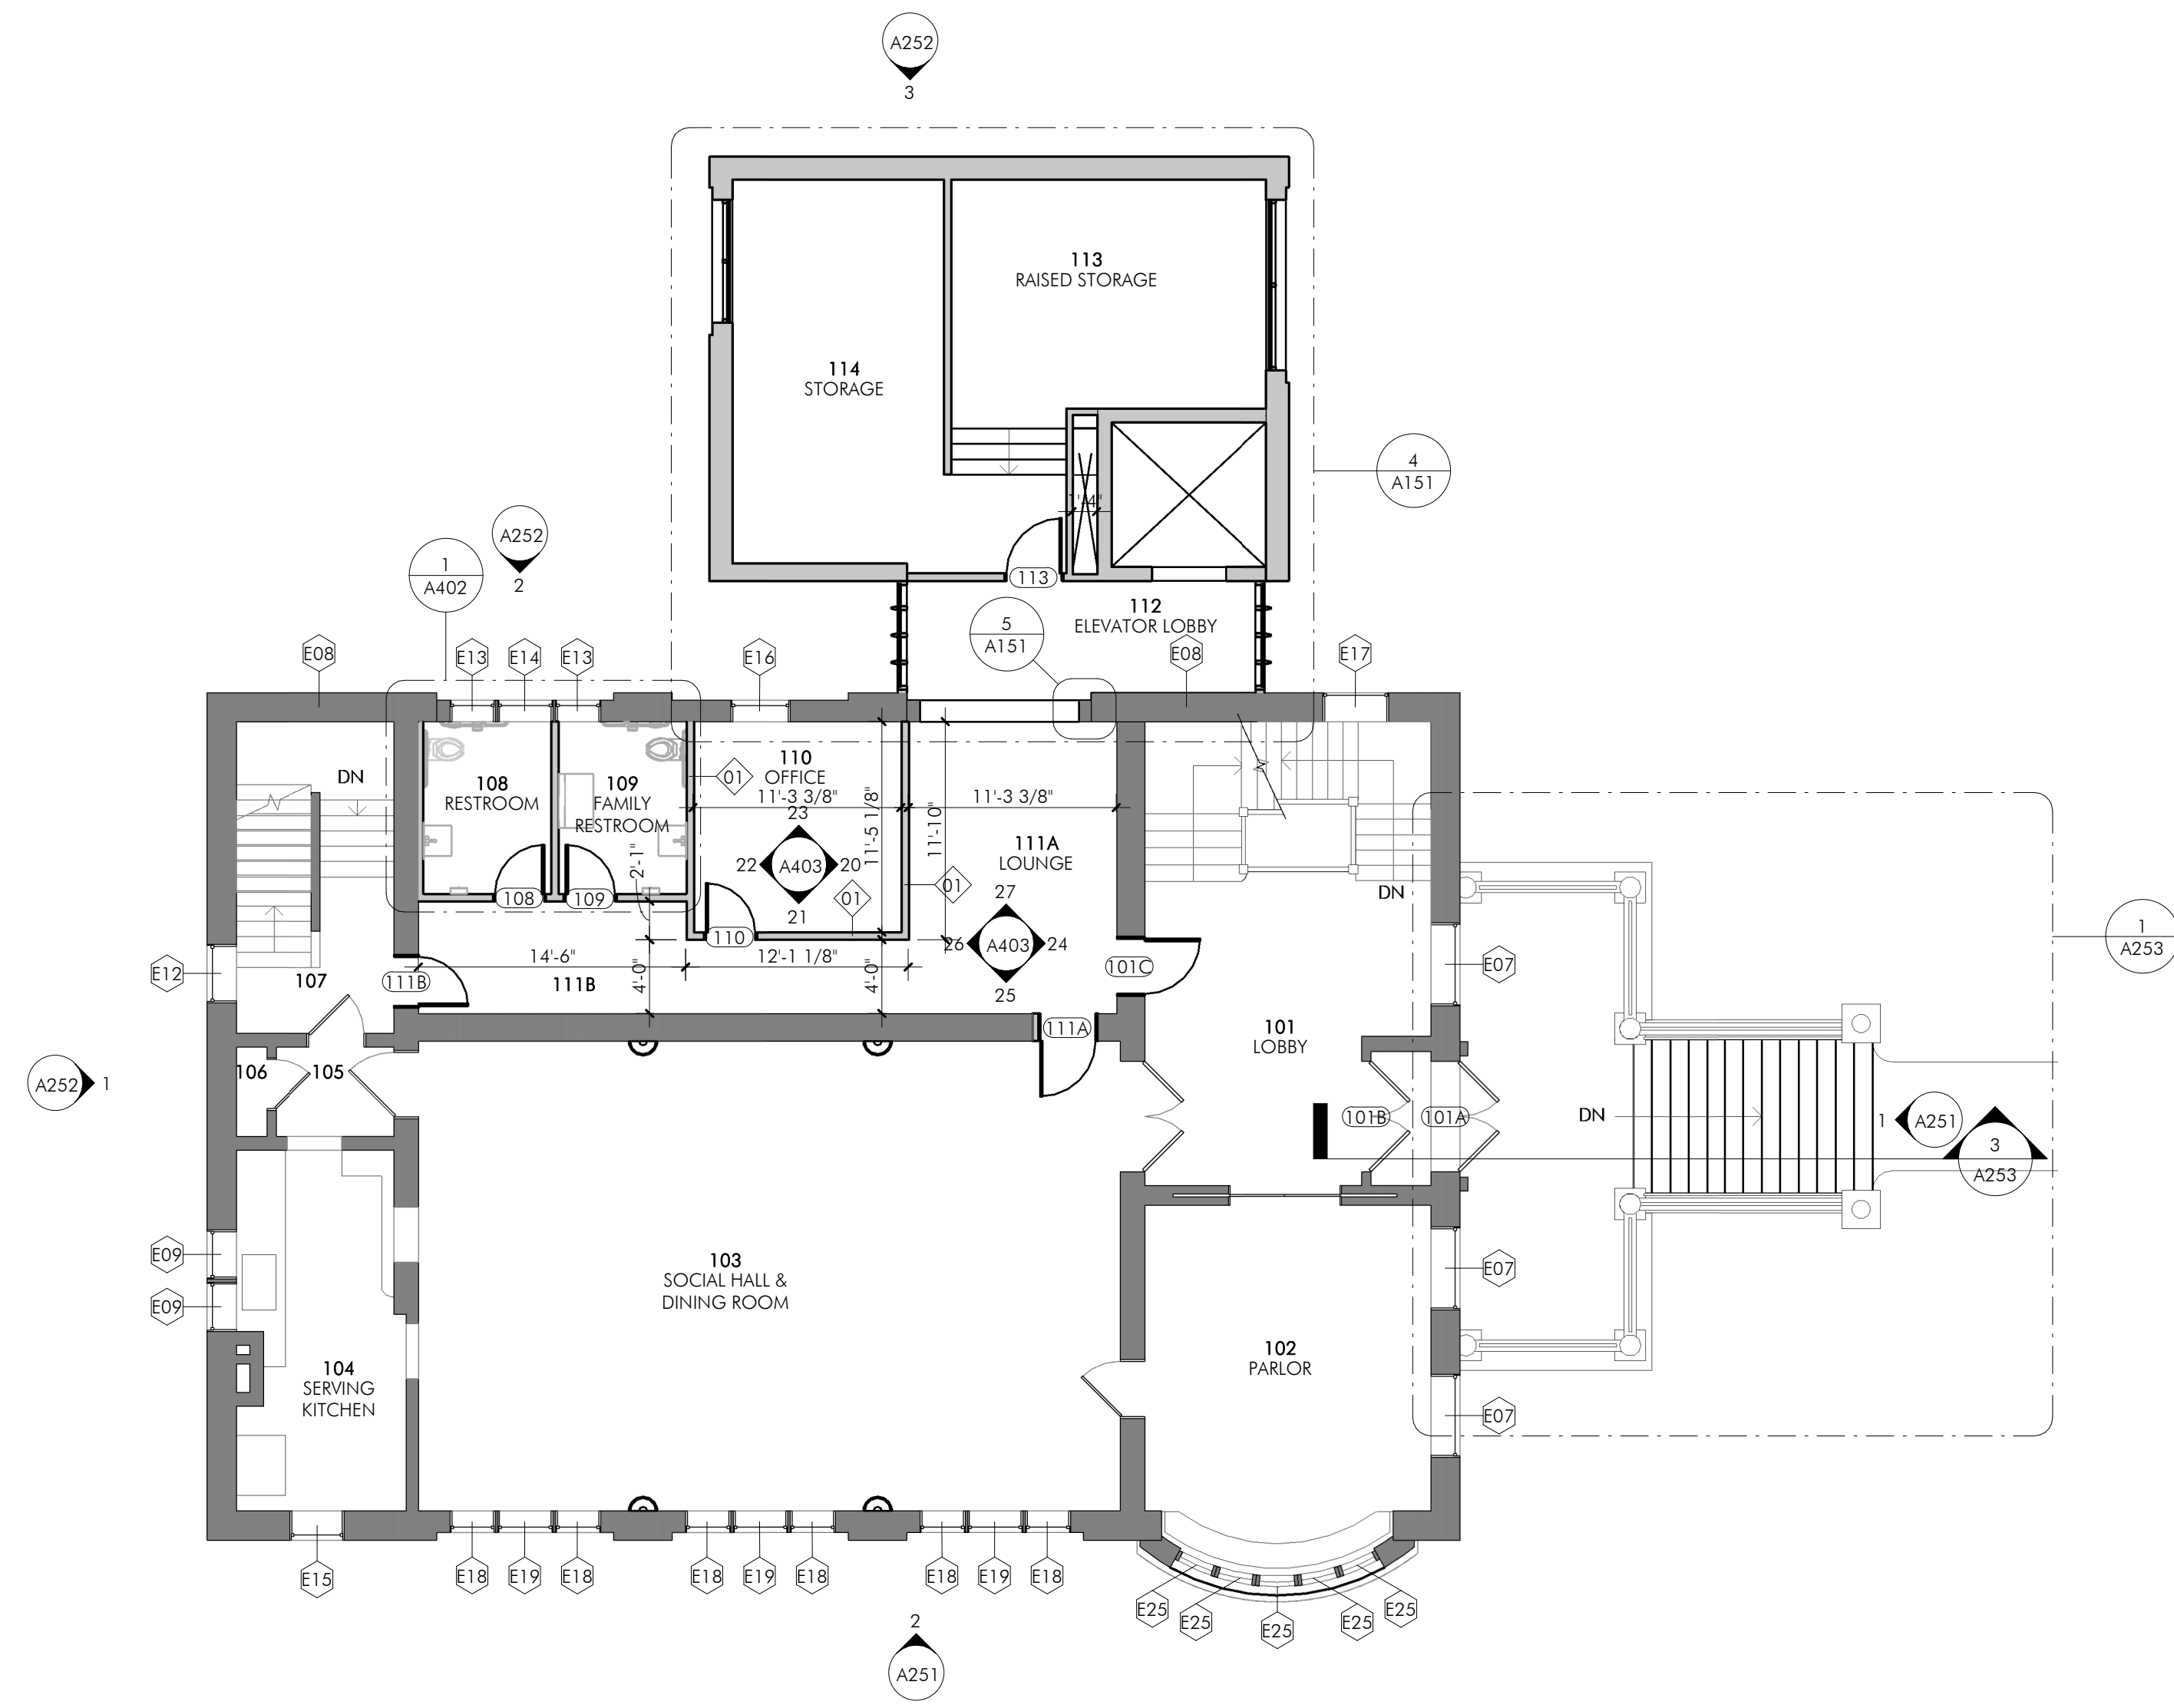 A252
3
113
RAISED STORAGE
114
STORAGE
4
A151
1'-4"
A252
2
1
A402
113
112
ELEVATOR LOBBY
5
A151
E08
E13
E14
E13
E16
E08
E17
DN
108
RESTROOM
109
FAMILY
RESTROOM
01
110
OFFICE
11'-3 3/8"
11'-3 3/8"
23
22
A403
20
21
11'-5 1/8"
11'-10"
2'-1"
01
01
111A
LOUNGE
27
26
A403
24
25
DN
108
109
110
14'-6"
12'-1 1/8"
4'-0"
4'-0"
111B
111B
101C
E07
1
A253
E12
107
111A
101
LOBBY
106
105
A252
1
101B
101A
DN
1
A251
3
A253
E09
E09
103
SOCIAL HALL &
DINING ROOM
E07
104
SERVING
KITCHEN
102
PARLOR
E07
E15
E18
E19
E18
E18
E19
E18
E18
E19
E18
E25
E25
E25
E25
E25
2
A251